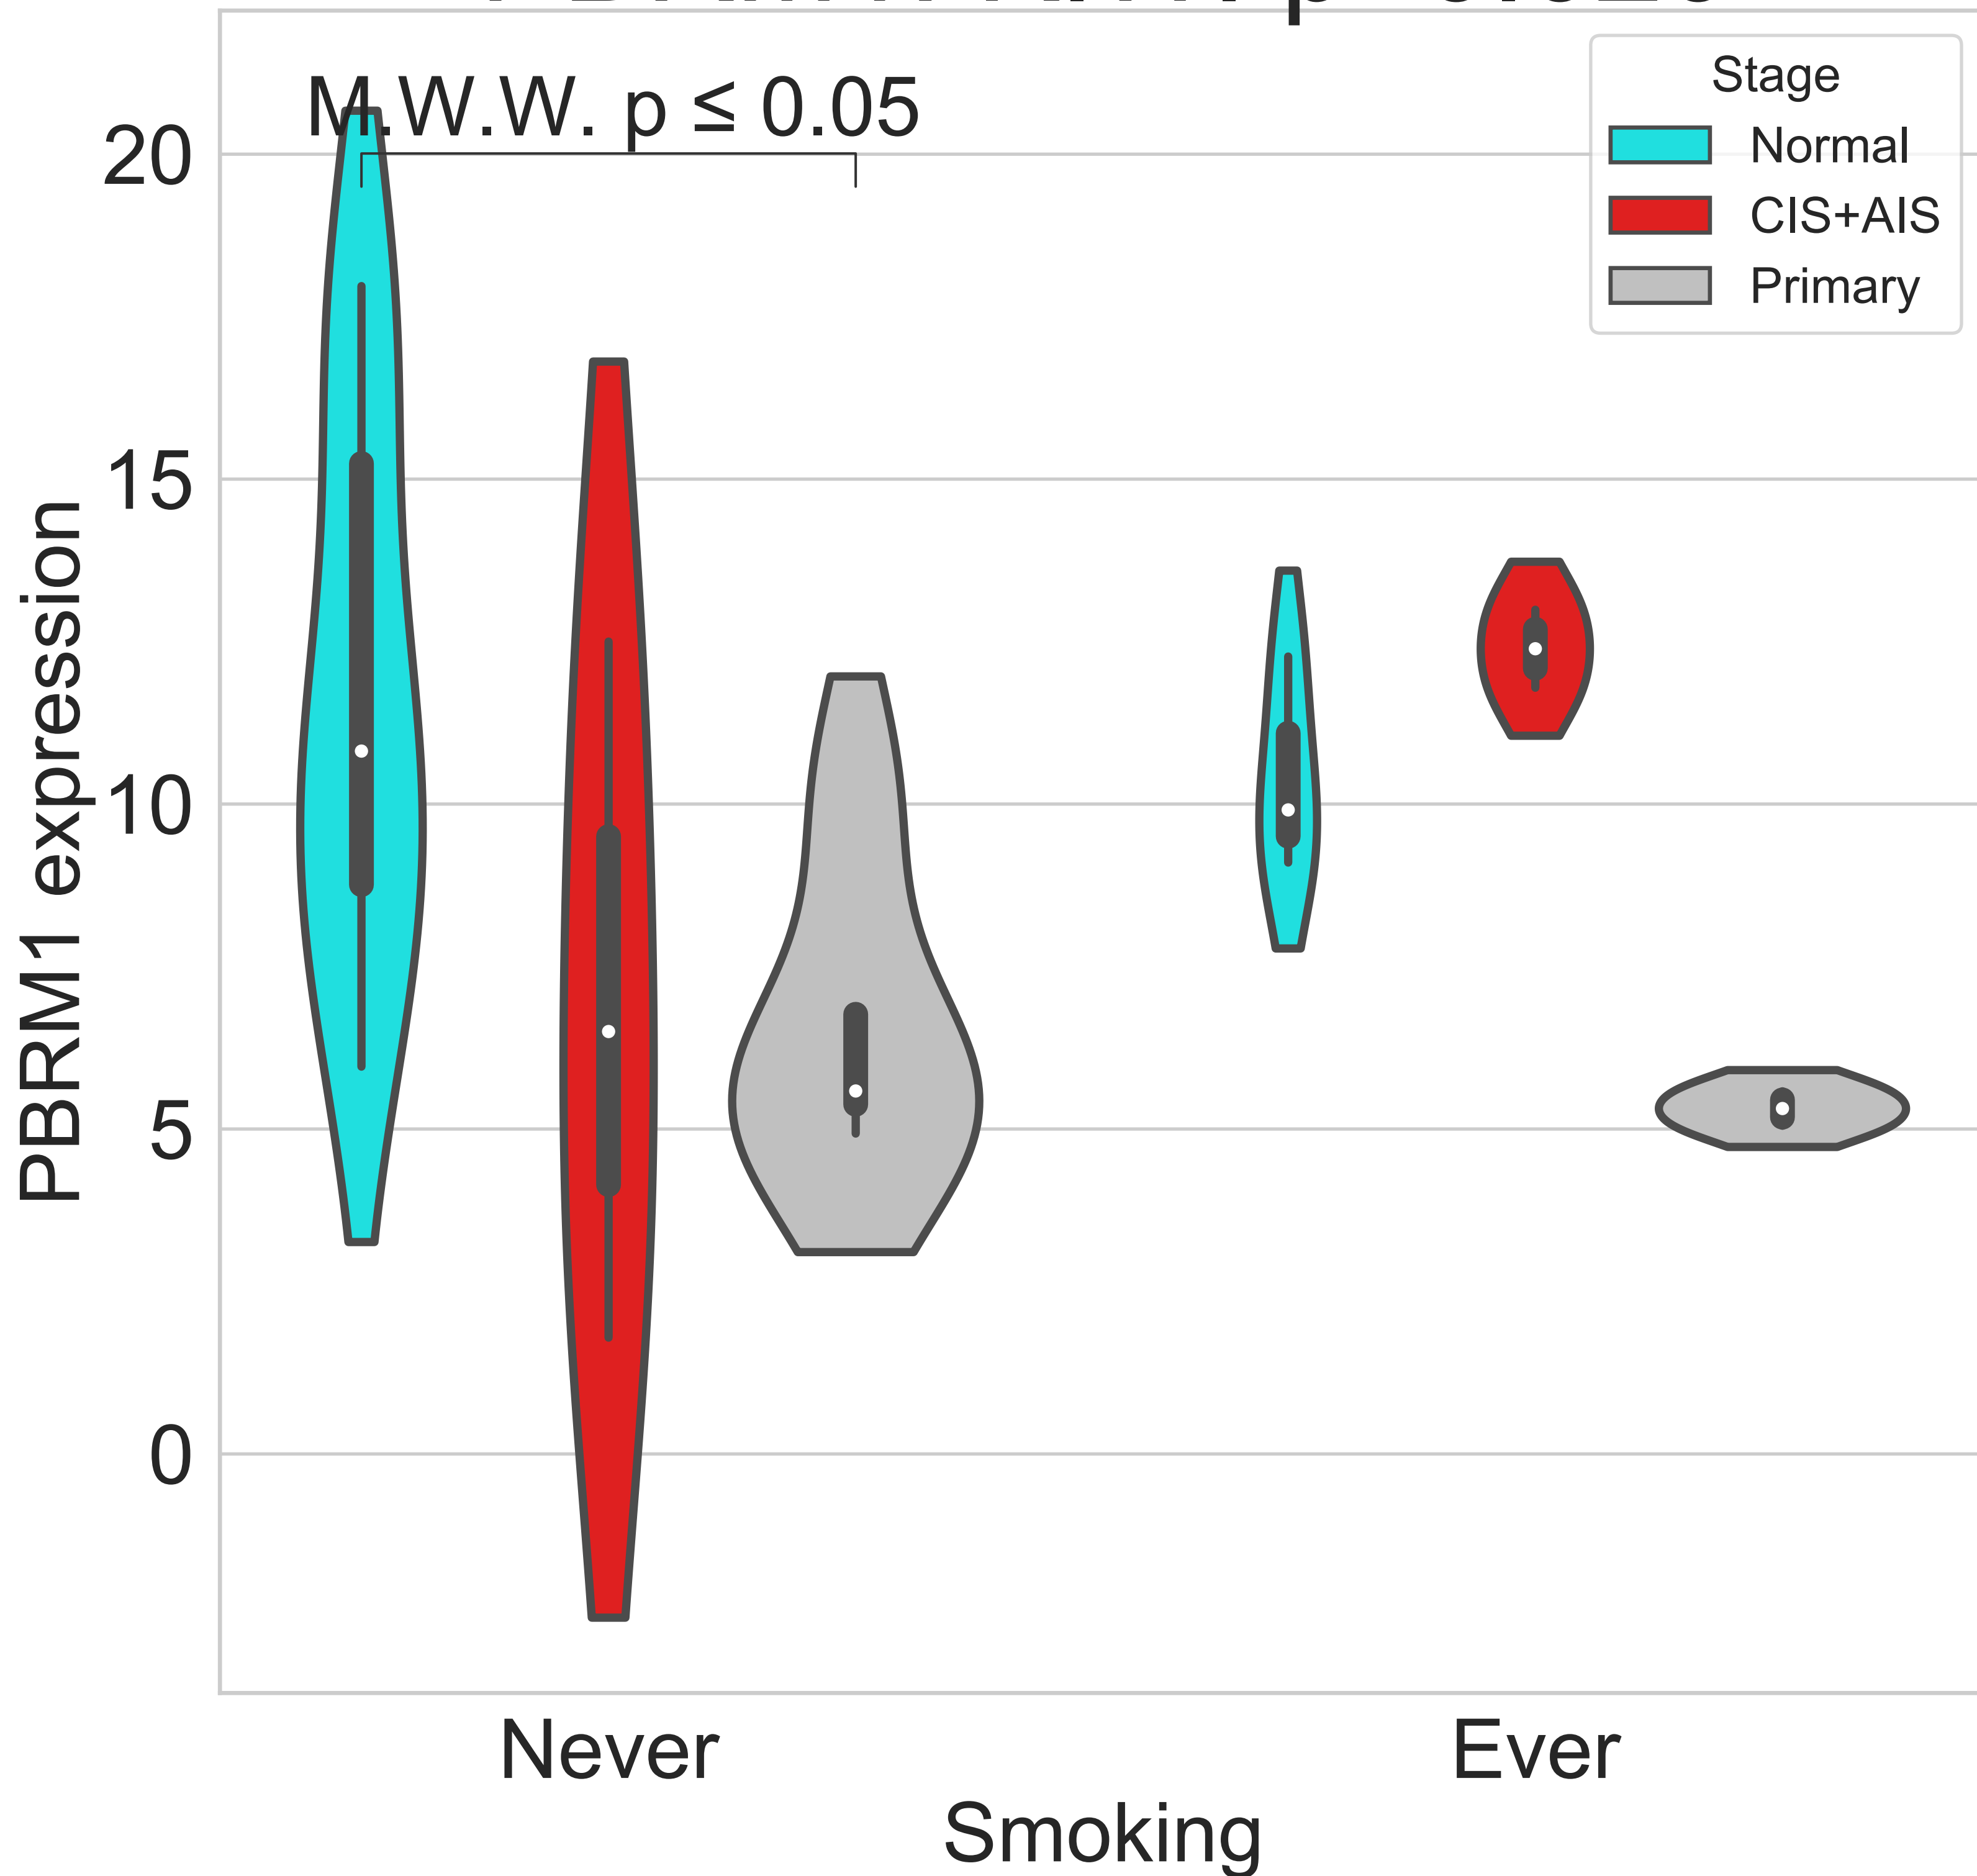 M.W.W. p ≤ 0.05
Stage
Normal
CIS+AIS
Primary
20
15
10
5
0
PBRM1 expression
Never
Ever
Smoking